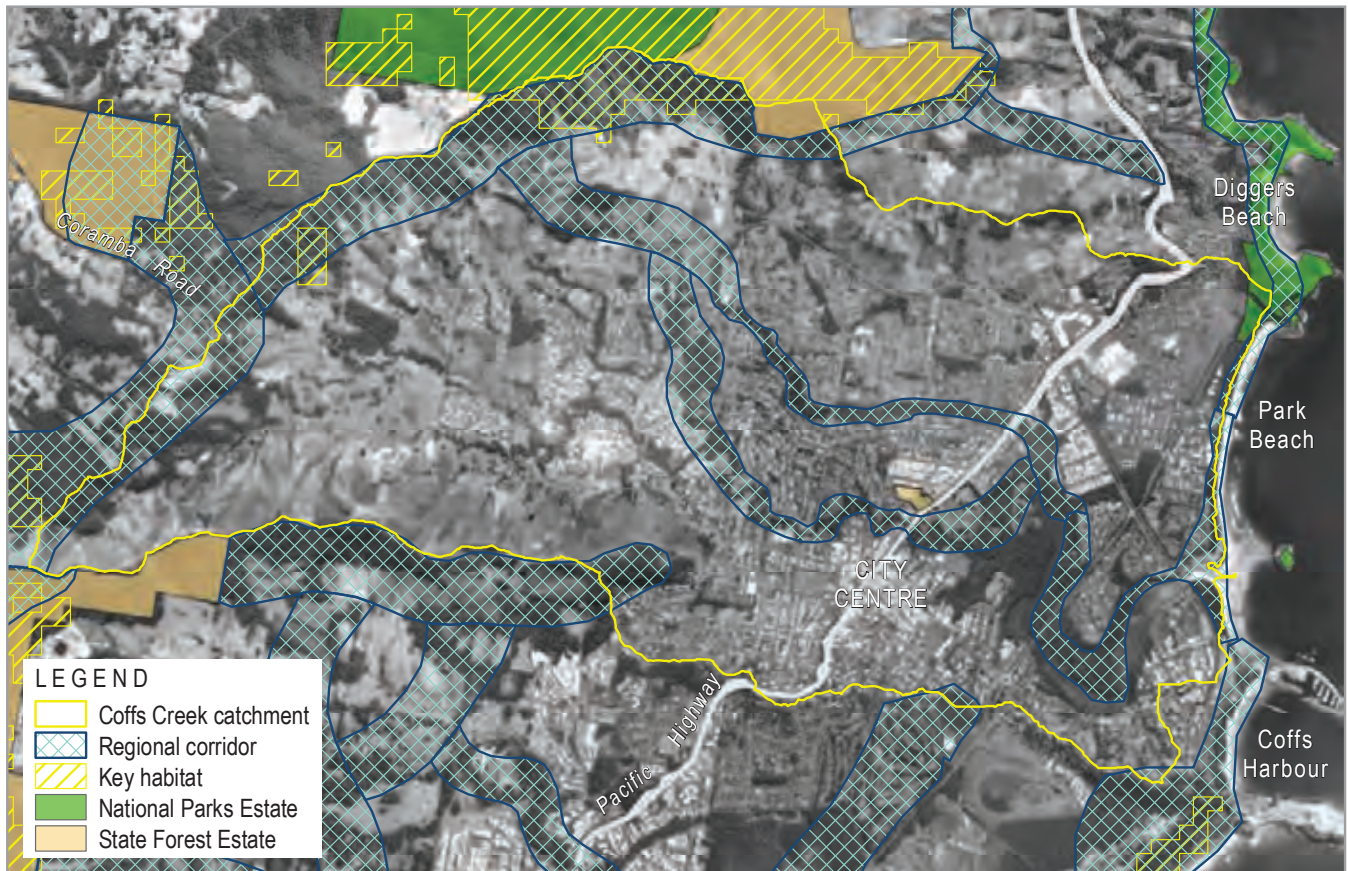 Diggers
Beach
Coramba Road
Park
Beach
CITY
CENTRE
Pacific Highway
Coffs
Harbour
LEGEND
Coffs Creek catchment
Regional corridor
Key habitat
National Parks Estate
State Forest Estate